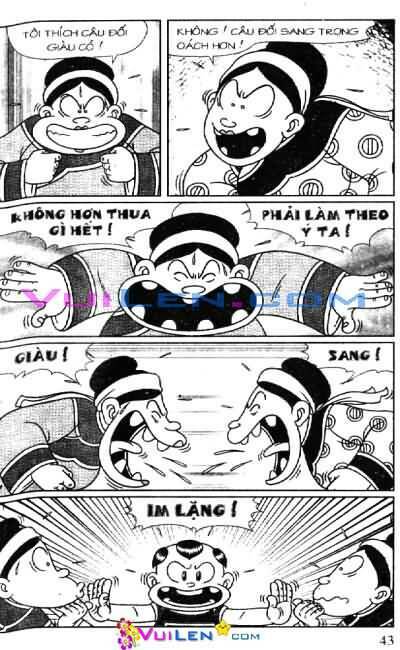 TÔI THÍCH CÂU ĐỐI
GIÀU CÓ!
KHÔNG! CÂU ĐỐI SANG TRỌNG
OÁCH HƠN!
KHÔNG HƠN THUA
GÌ HẾT!
PHẢI LÀM THEO
Ý TA!
VUILEN.COM
GIÀU!
SANG!
IM LẶNG!
43
VUILEN.COM